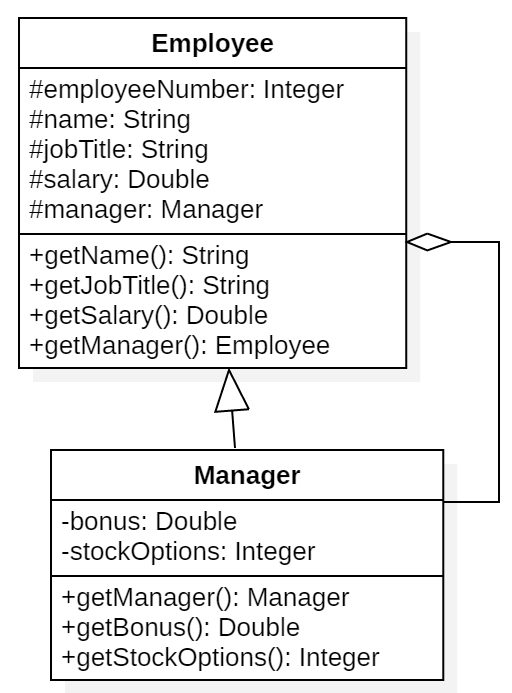 Employee
#employeeNumber: Integer
#name: String
#jobTitle: String
#salary: Double
#manager: Manager
+getName(): String
+getJobTitle(): String
+getSalary(): Double
+getManager(): Employee
Manager
-bonus: Double
-stockOptions: Integer
+getManager(): Manager
+getBonus(): Double
+getStockOptions(): Integer